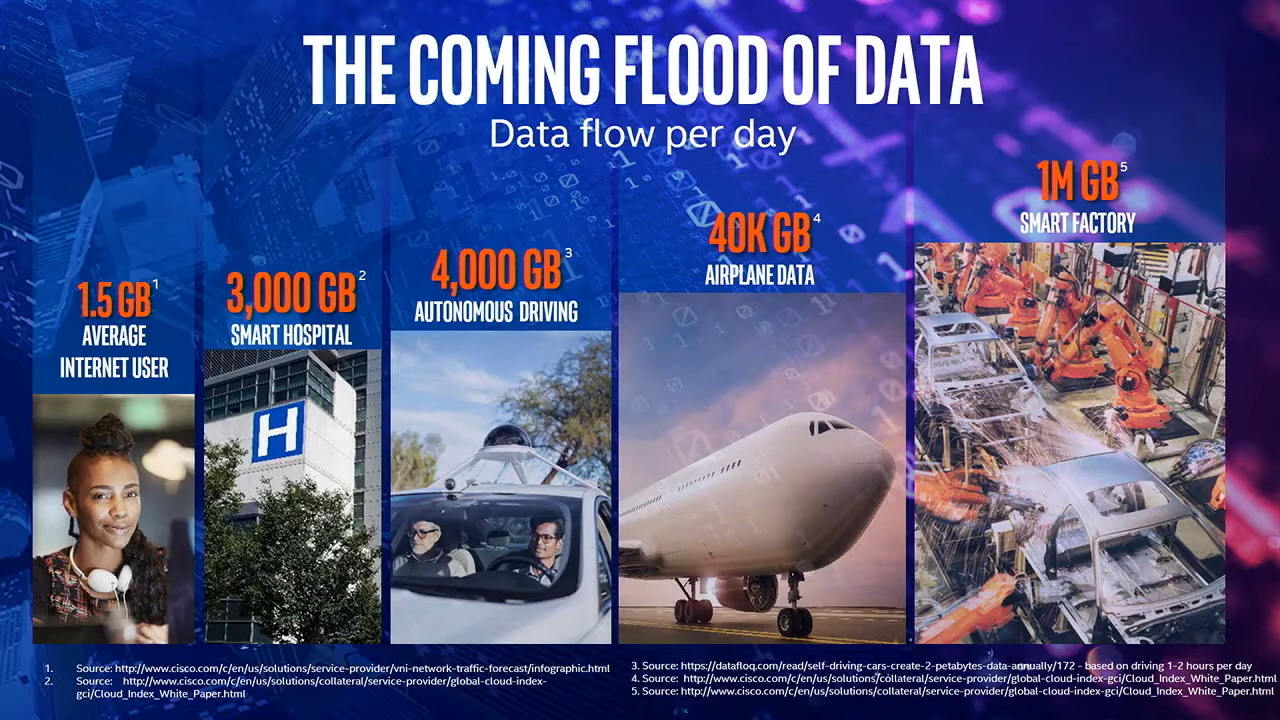 THE COMING FLOOD OF DATA
Data flow per day
1.5 GB1
AVERAGE
INTERNET USER
3,000 GB2
SMART HOSPITAL
H
4,000 GB3
AUTONOMOUS DRIVING
40K GB4
AIRPLANE DATA
1M GB5
SMART FACTORY
1. Source: http://www.cisco.com/c/en/us/solutions/service-provider/vni-network-traffic-forecast/infographic.html
2. Source: http://www.cisco.com/c/en/us/solutions/collateral/service-provider/global-cloud-index-
gci/Cloud_Index_White_Paper.html
3. Source: https://datafloq.com/read/self-driving-cars-create-2-petabytes-data-annually/172 - based on driving 1-2 hours per day
4. Source: http://www.cisco.com/c/en/us/solutions/collateral/service-provider/global-cloud-index-gci/Cloud_Index_White_Paper.html
5. Source: http://www.cisco.com/c/en/us/solutions/collateral/service-provider/global-cloud-index-gci/Cloud_Index_White_Paper.html